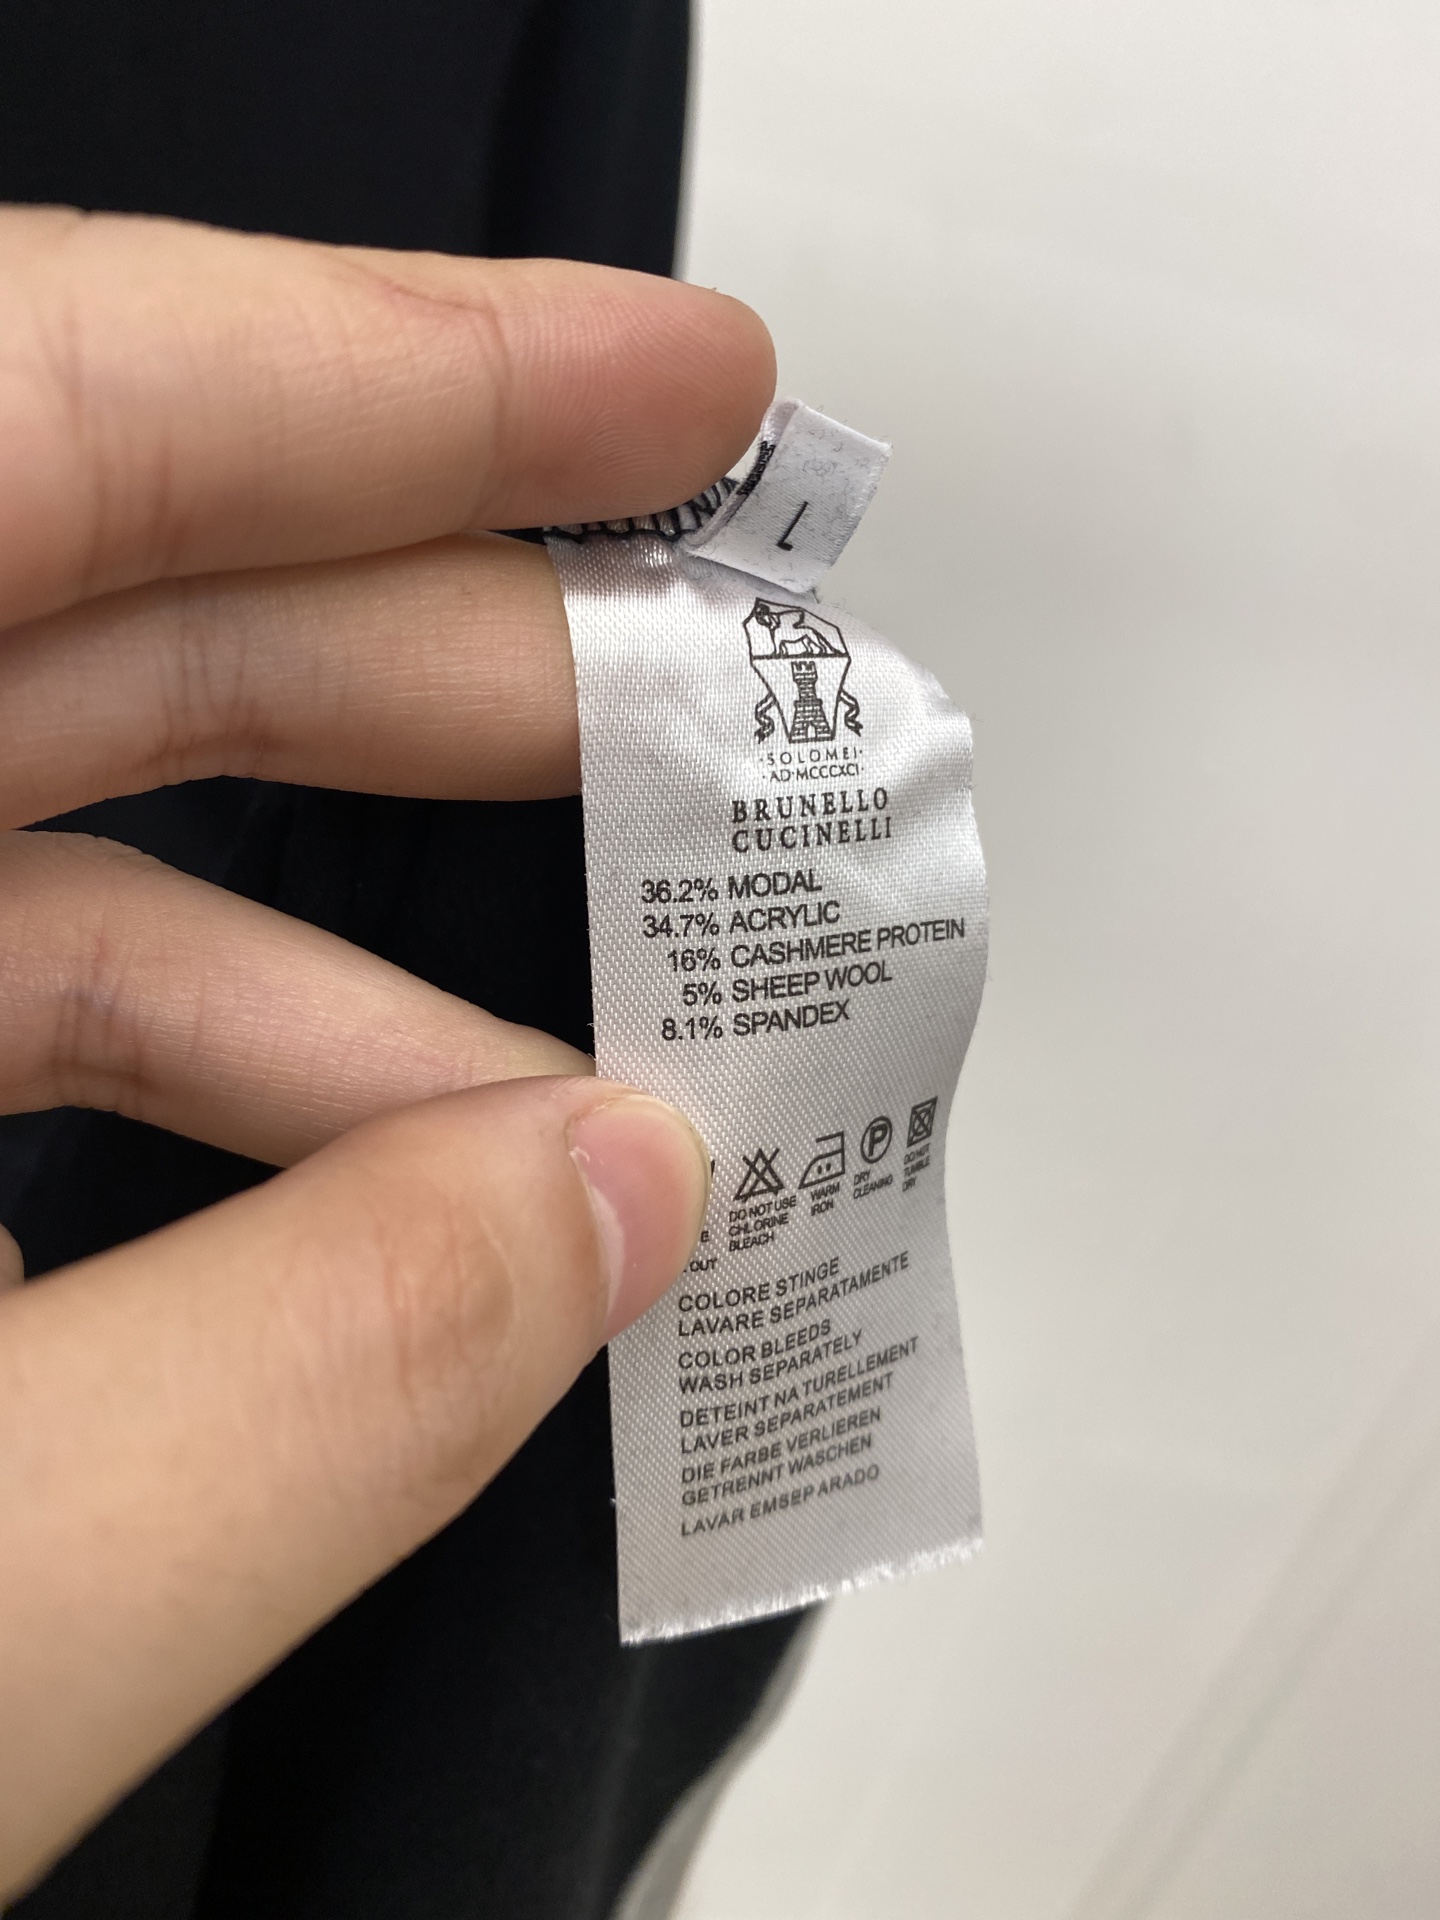 L
·SOLOMEI·
·AD·MCCCXCI·
BRUNELLO
CUCINELLI
36.2% MODAL
34.7% ACRYLIC
16% CASHMERE PROTEIN
5% SHEEP WOOL
8.1% SPANDEX
P
DO NOT USE
CHLORINE
BLEACH
WARM
IRON
DRY
CLEANING
DO NOT
TUMBLE
DRY
E
OUT
COLORE STINGE
LAVARE SEPARATAMENTE
COLOR BLEEDS
WASH SEPARATELY
DETEINT NA TURELLEMENT
LAVER SEPAREMENT
DIE FARBE VERLIEREN
GETRENNT WASCHEN
LAVAR EMSEP ARADO